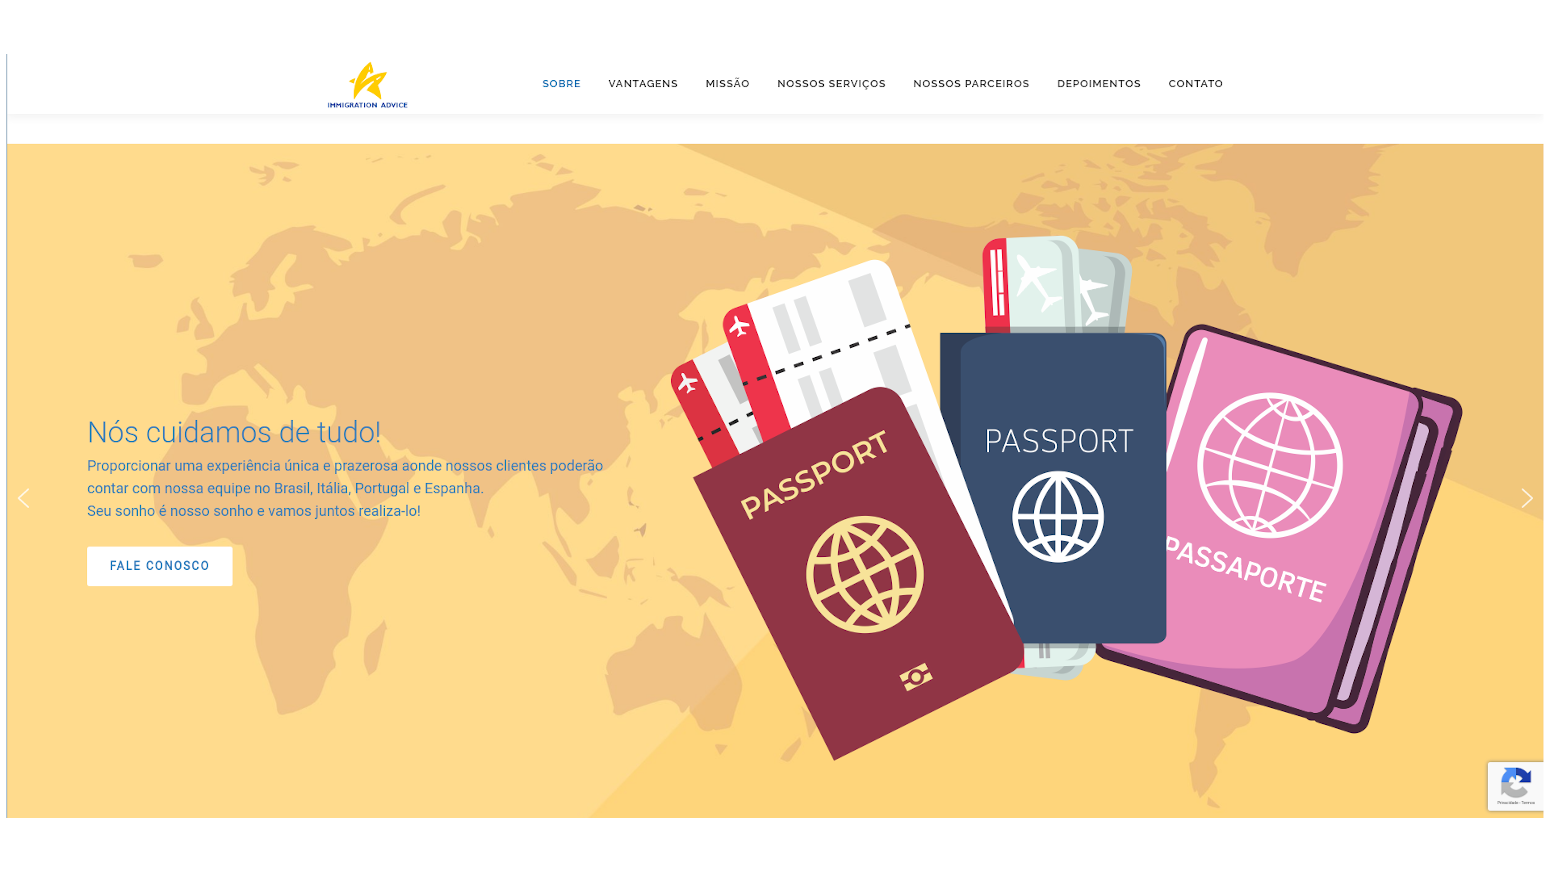 IMMIGRATION ADVICE
SOBRE VANTAGENS MISSÃO NOSSOS SERVIÇOS NOSSOS PARCEIROS DEPOIMENTOS CONTATO
Nós cuidamos de tudo!
Proporcionar uma experiência única e prazerosa aonde nossos clientes poderão
contar com nossa equipe no Brasil, Itália, Portugal e Espanha.
Seu sonho é nosso sonho e vamos juntos realiza-lo!
FALE CONOSCO
PASSPORT
PASSPORT
PASSAPORTE
Privacidade - Termos